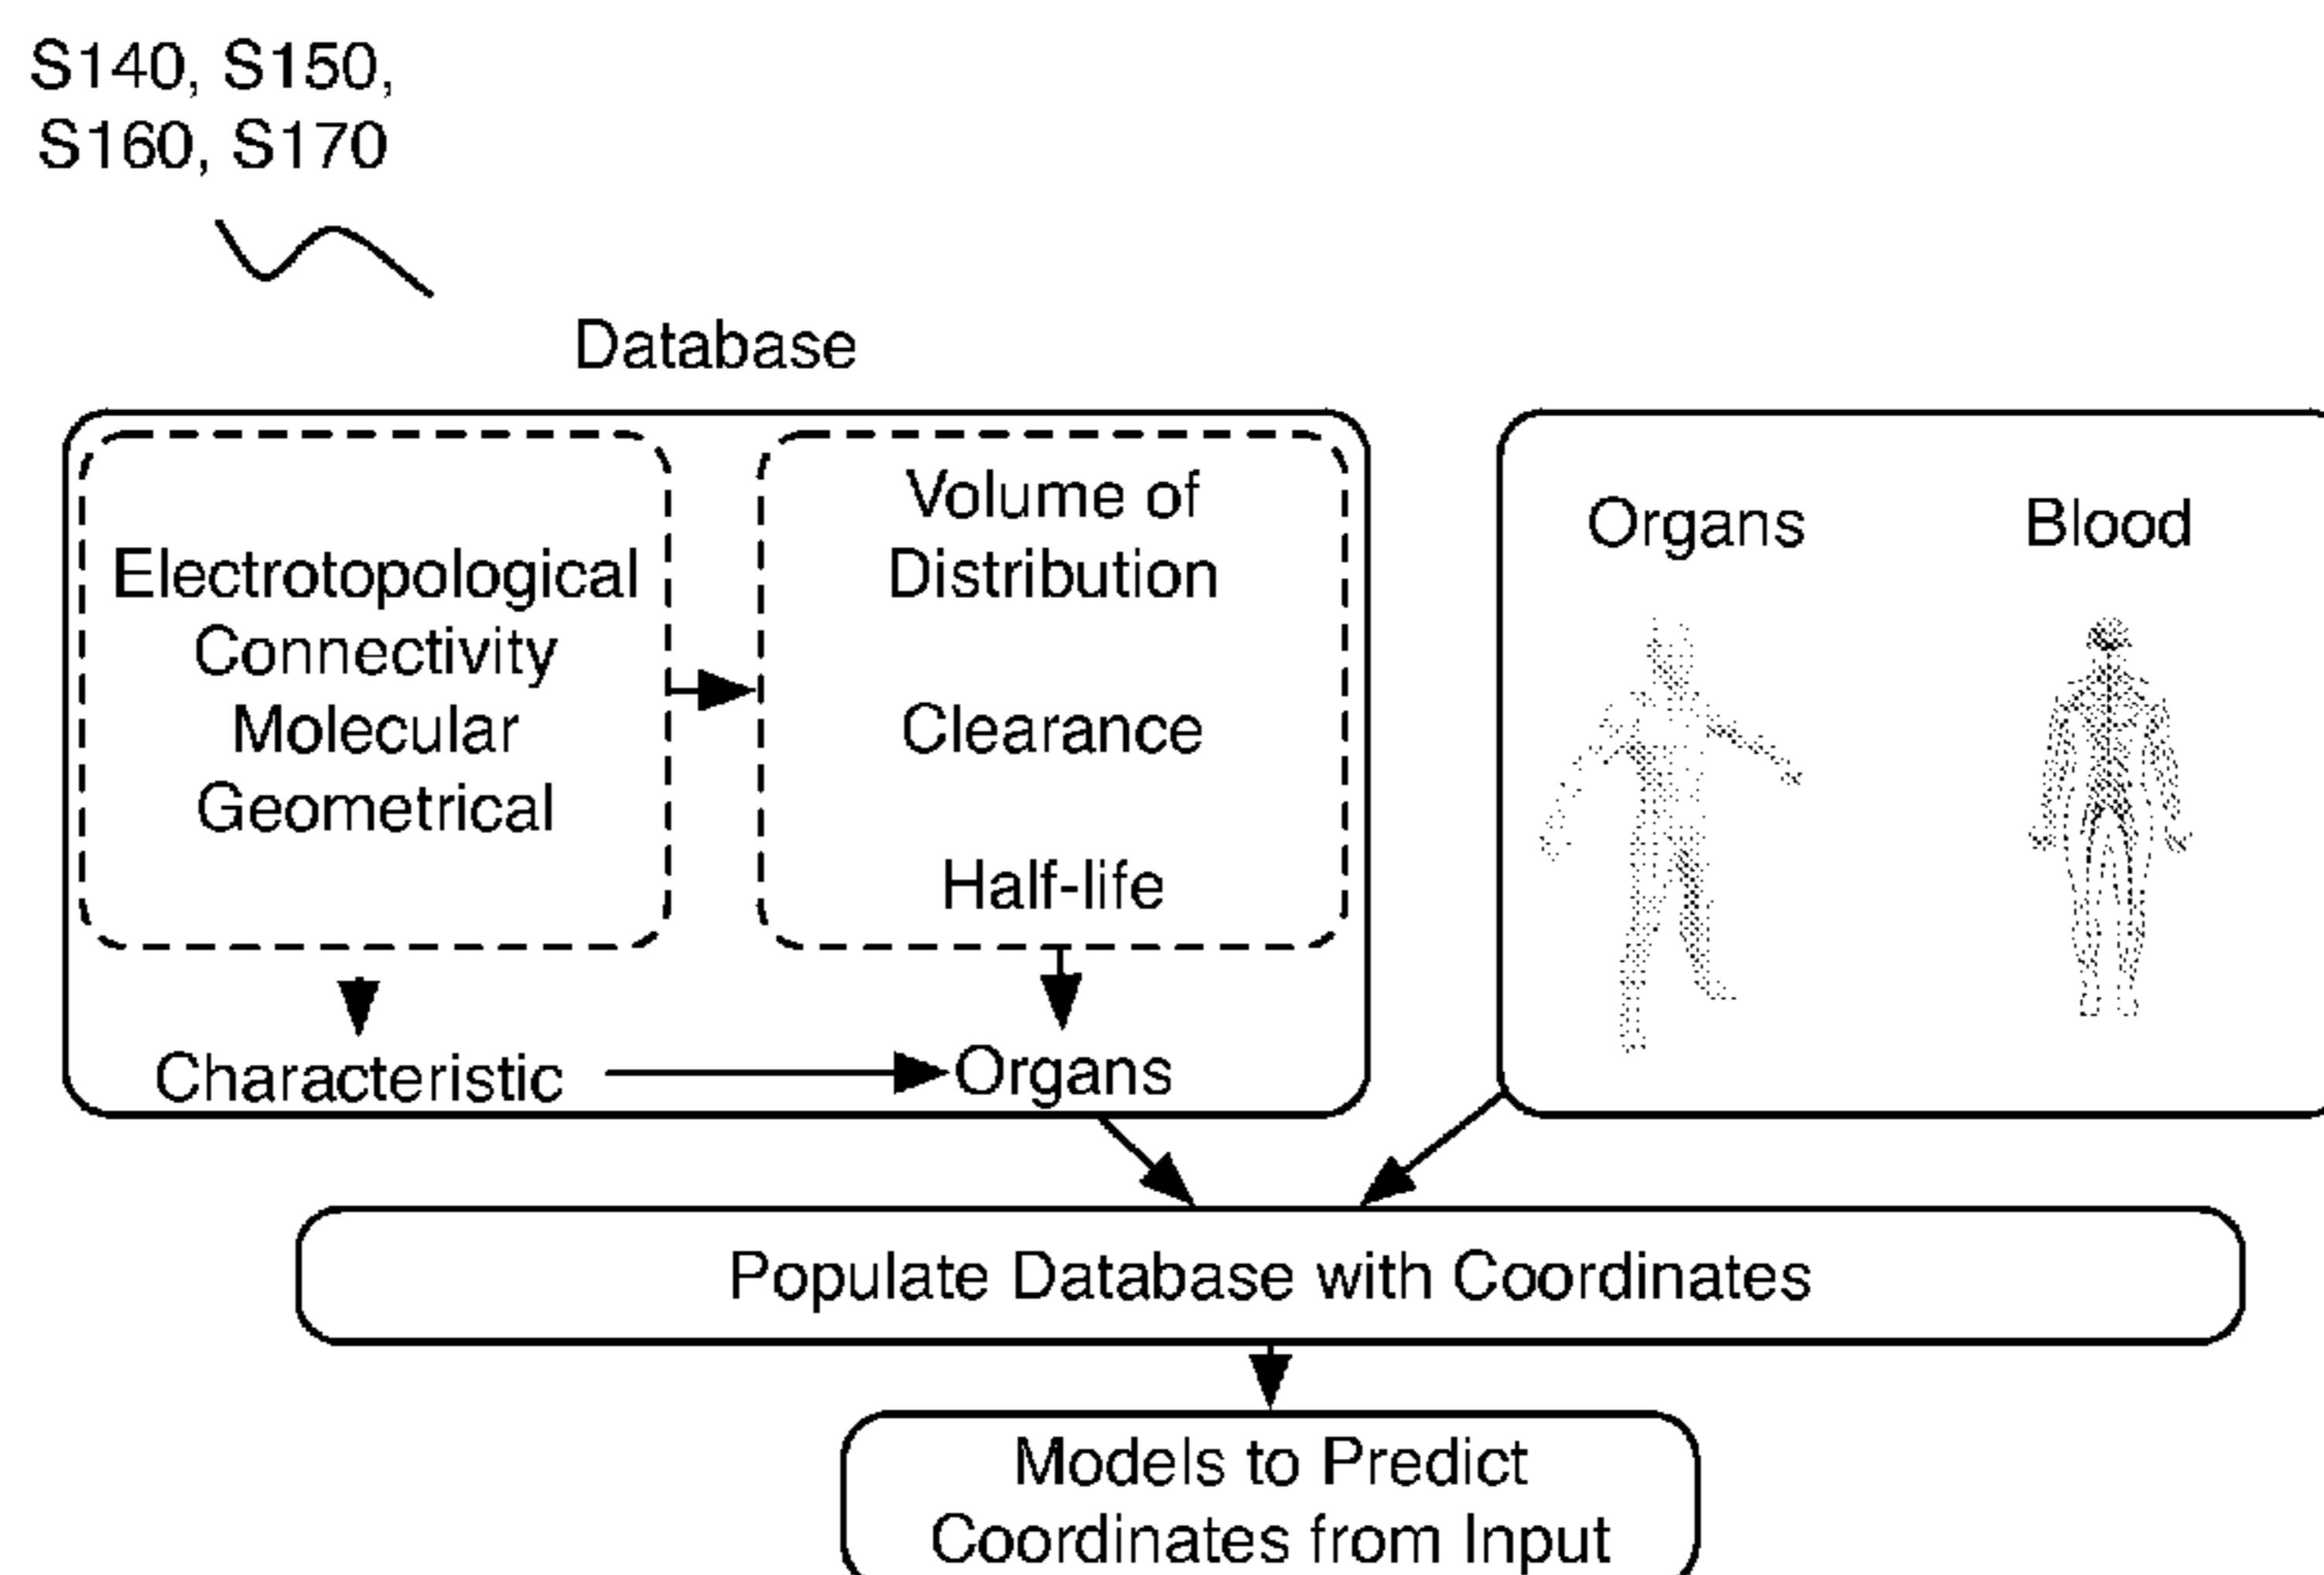 S140, S150,
S160, S170
Database
Electrotopological
Connectivity
Molecular
Geometrical
Volume of
Distribution
Clearance
Half-life
Characteristic
Organs
Organs
Blood
Populate Database with Coordinates
Models to Predict
Coordinates from Input